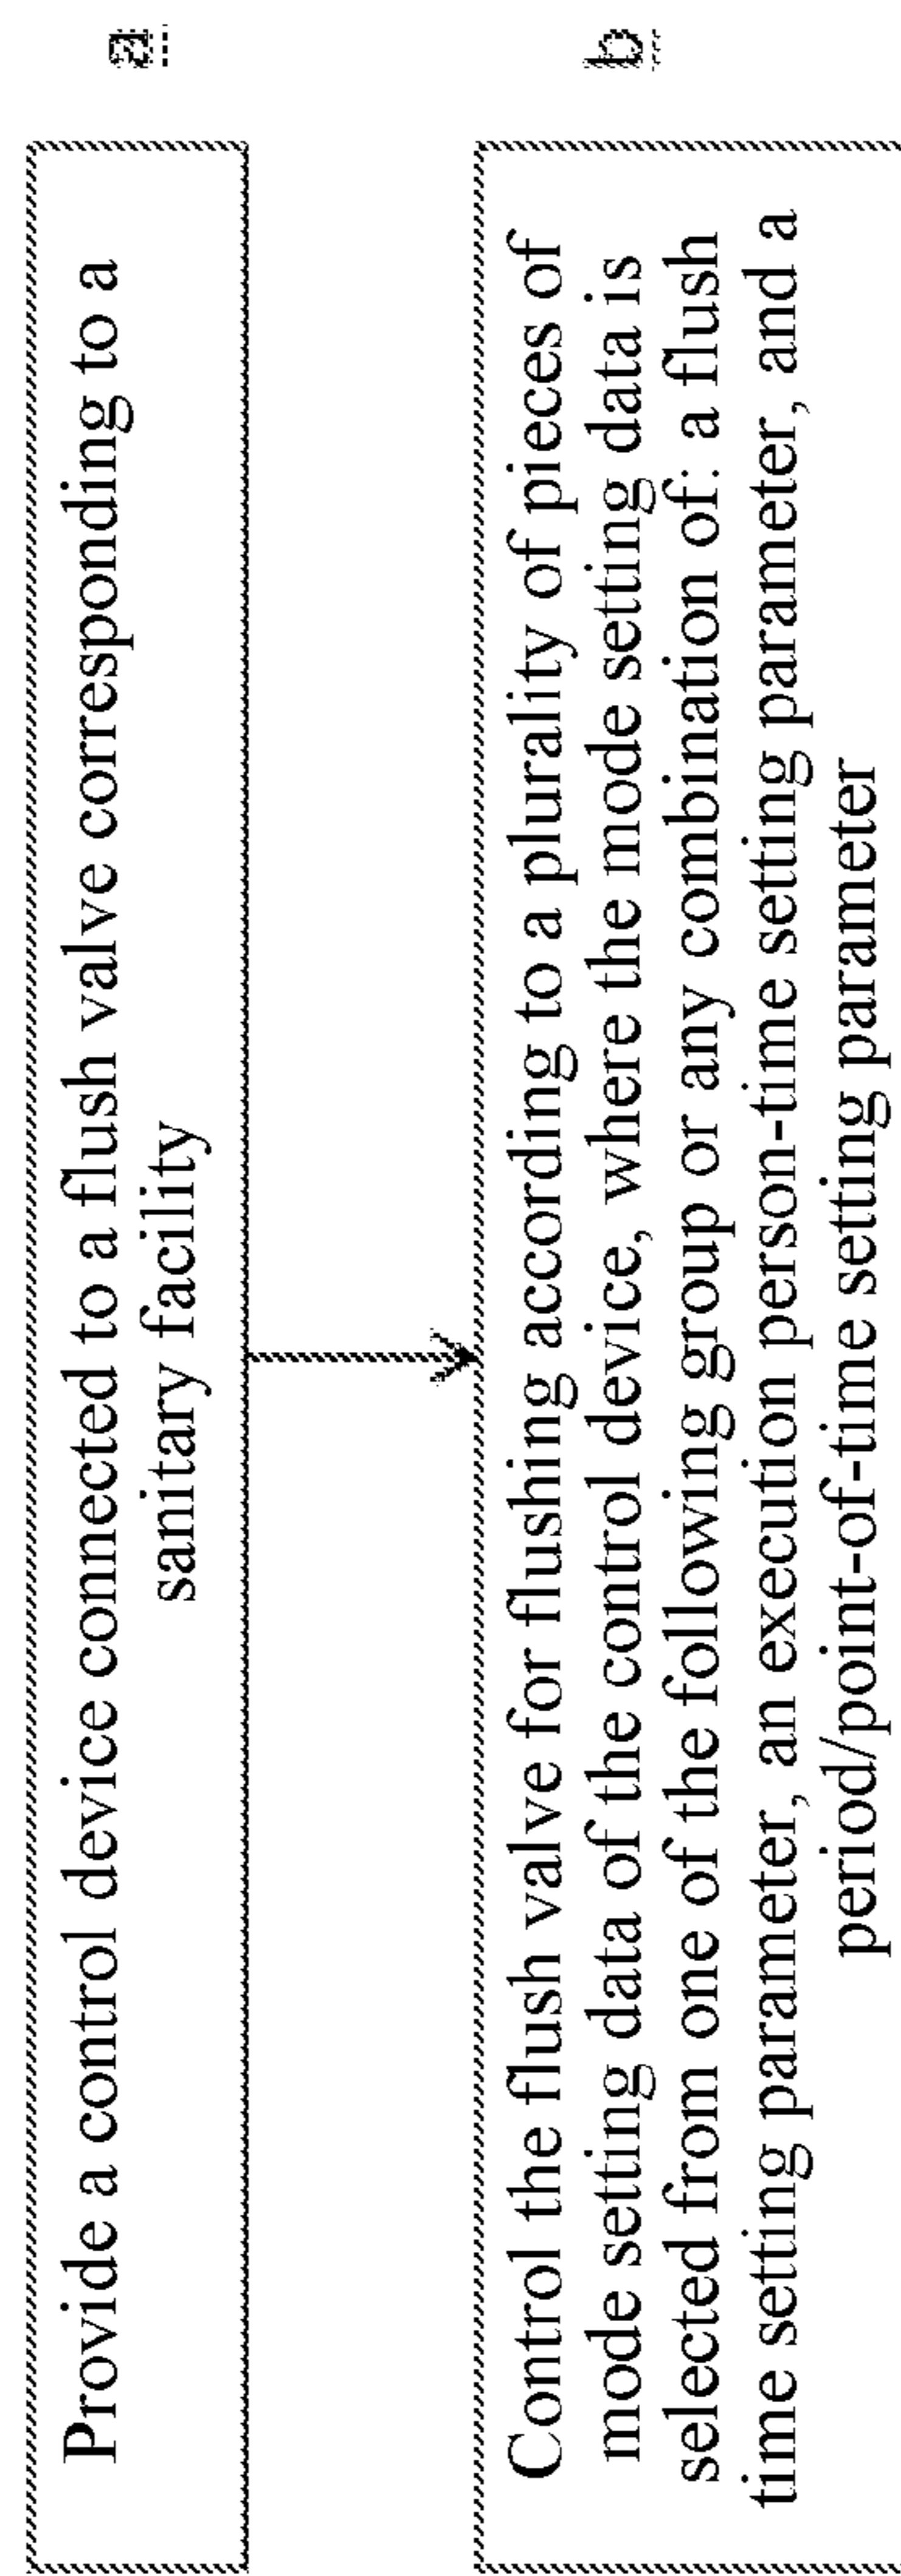 a
Provide a control device connected to a flush valve corresponding to a
sanitary facility
b
Control the flush valve for flushing according to a plurality of pieces of
mode setting data of the control device, where the mode setting data is
selected from one of the following group or any combination of: a flush
time setting parameter, an execution person-time setting parameter, and a
period/point-of-time setting parameter